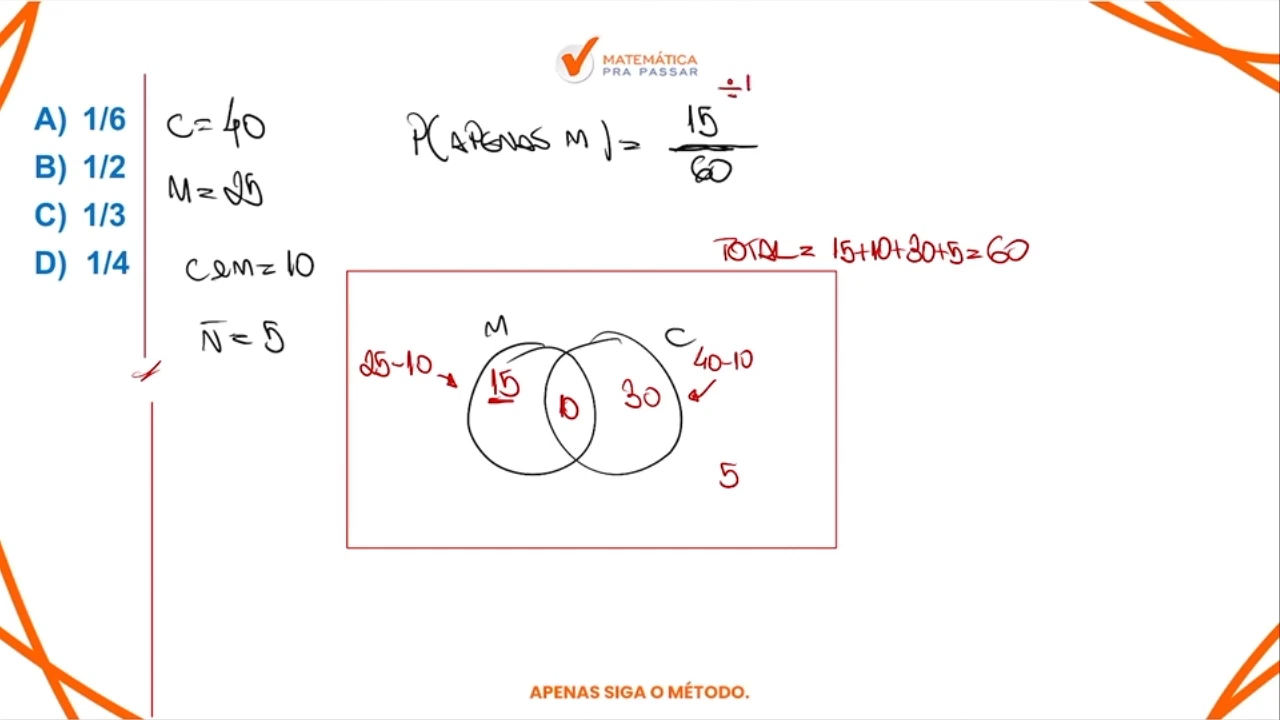 MATEMÁTICA
PRA PASSAR
A) 1/6
B) 1/2
C) 1/3
D) 1/4
C = 40
M = 25
C e M = 10
N̅ = 5
P(APENAS M) = 15/60
÷1
TOTAL = 15+10+30+5=60
M
C
25-10
40-10
15
10
30
5
APENAS SIGA O MÉTODO.